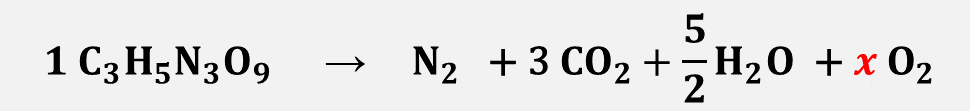 1 C₃H₅N₃O₉ → N₂ + 3 CO₂ + 5/2 H₂O + x O₂